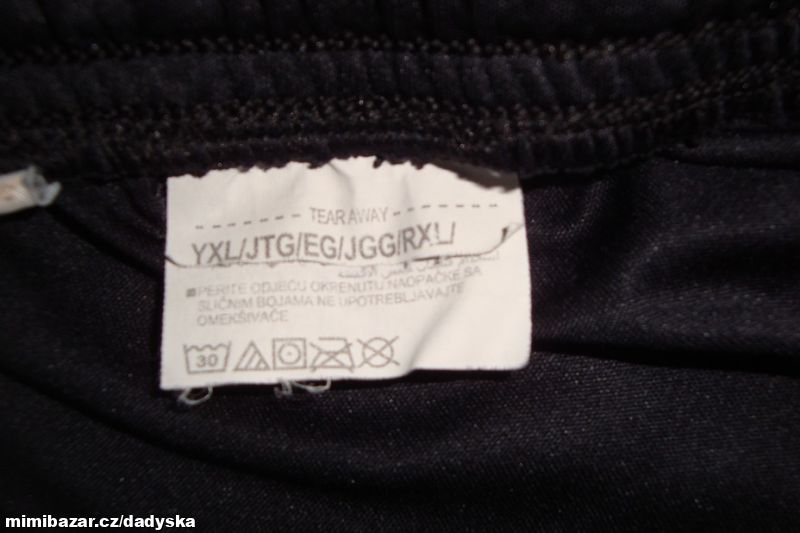 TEAR AWAY
YXL/JTG/EG/JGG/RXL/
PERITE ODJEĆU OKRENUTU NAOPAČKE SA
SLIČNIM BOJAMA NE UPOTREBLJAVAJTE
OMEKŠIVAČE
30
mimibazar.cz/dadyska